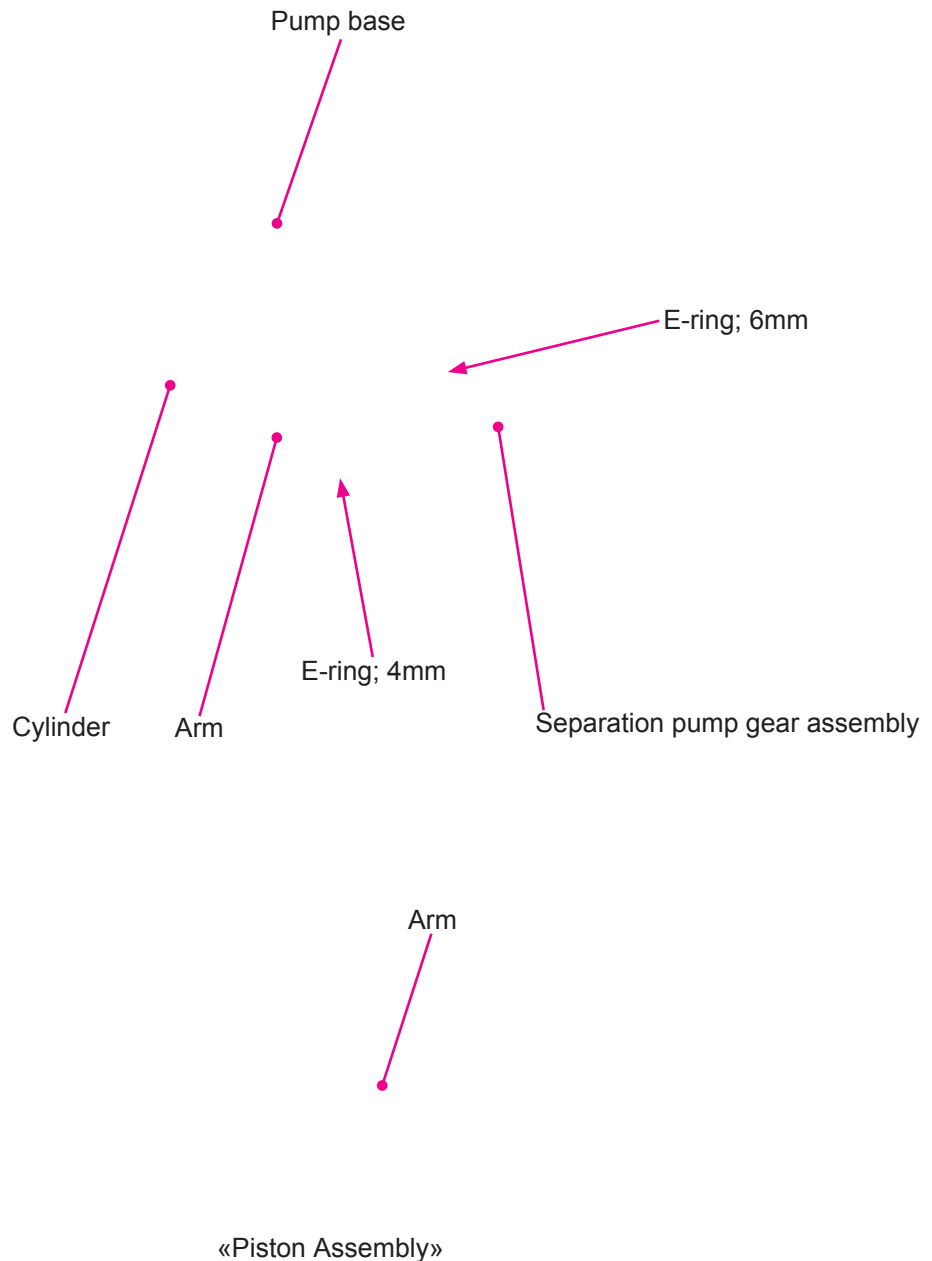 Pump base
E-ring; 6mm
E-ring; 4mm
Cylinder
Arm
Separation pump gear assembly
Arm
«Piston Assembly»